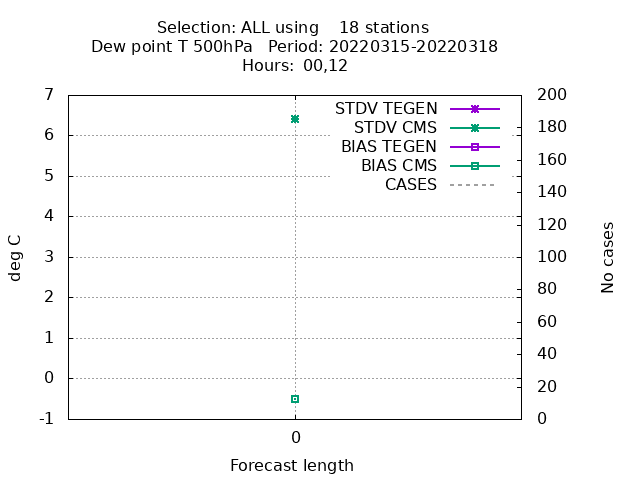 Selection: ALL using    18 stations
Dew point T 500hPa   Period: 20220315-20220318
Hours:  00,12
7
6
5
4
3
2
1
0
-1
deg C
STDV TEGEN
STDV CMS
BIAS TEGEN
BIAS CMS
CASES
200
180
160
140
120
100
80
60
40
20
0
No cases
0
Forecast length